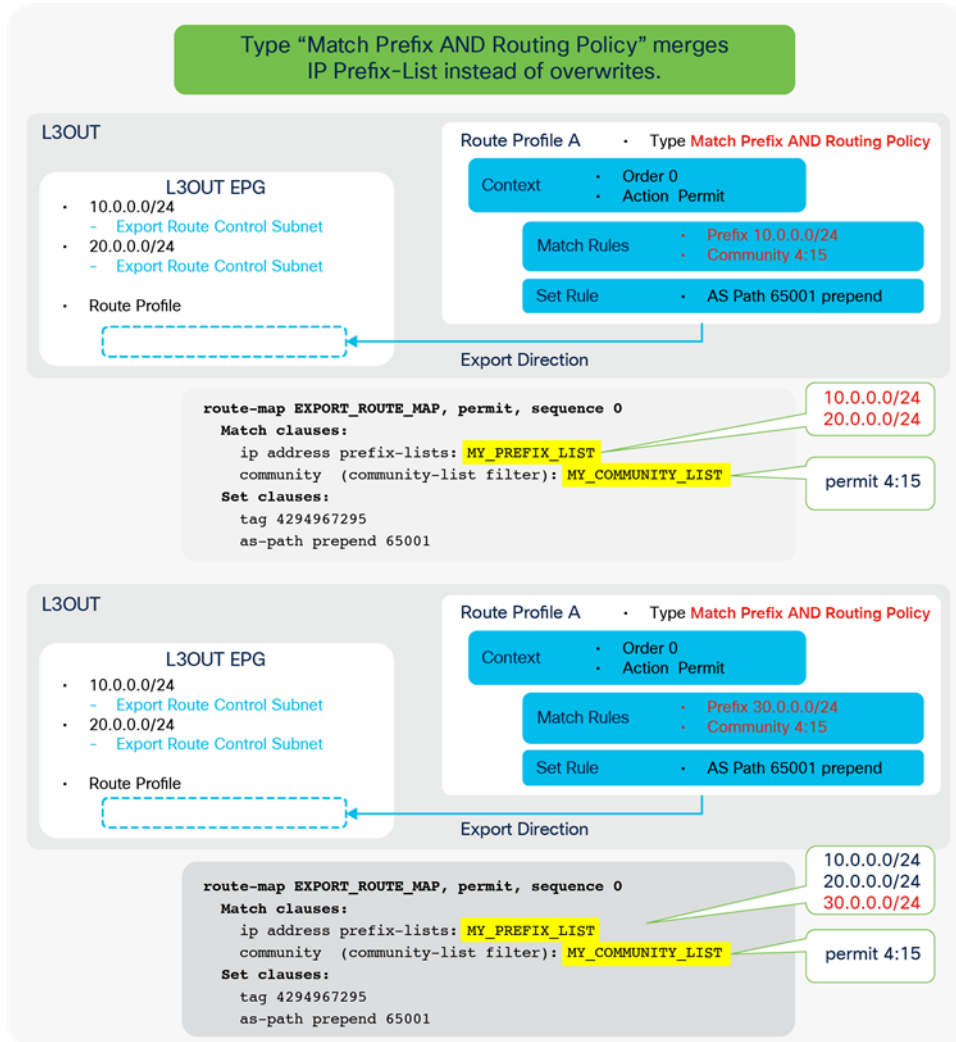 Type “Match Prefix AND Routing Policy” merges
IP Prefix-List instead of overwrites.
L3OUT
L3OUT EPG
• 10.0.0.0/24
- Export Route Control Subnet
• 20.0.0.0/24
- Export Route Control Subnet
• Route Profile
Route Profile A • Type Match Prefix AND Routing Policy
Context • Order 0
• Action Permit
Match Rules • Prefix 10.0.0.0/24
• Community 4:15
Set Rule • AS Path 65001 prepend
Export Direction
route-map EXPORT_ROUTE_MAP, permit, sequence 0
Match clauses:
ip address prefix-lists: MY_PREFIX_LIST
community (community-list filter): MY_COMMUNITY_LIST
Set clauses:
tag 4294967295
as-path prepend 65001
10.0.0.0/24
20.0.0.0/24
permit 4:15
L3OUT
L3OUT EPG
• 10.0.0.0/24
- Export Route Control Subnet
• 20.0.0.0/24
- Export Route Control Subnet
• Route Profile
Route Profile A • Type Match Prefix AND Routing Policy
Context • Order 0
• Action Permit
Match Rules • Prefix 30.0.0.0/24
• Community 4:15
Set Rule • AS Path 65001 prepend
Export Direction
route-map EXPORT_ROUTE_MAP, permit, sequence 0
Match clauses:
ip address prefix-lists: MY_PREFIX_LIST
community (community-list filter): MY_COMMUNITY_LIST
Set clauses:
tag 4294967295
as-path prepend 65001
10.0.0.0/24
20.0.0.0/24
30.0.0.0/24
permit 4:15